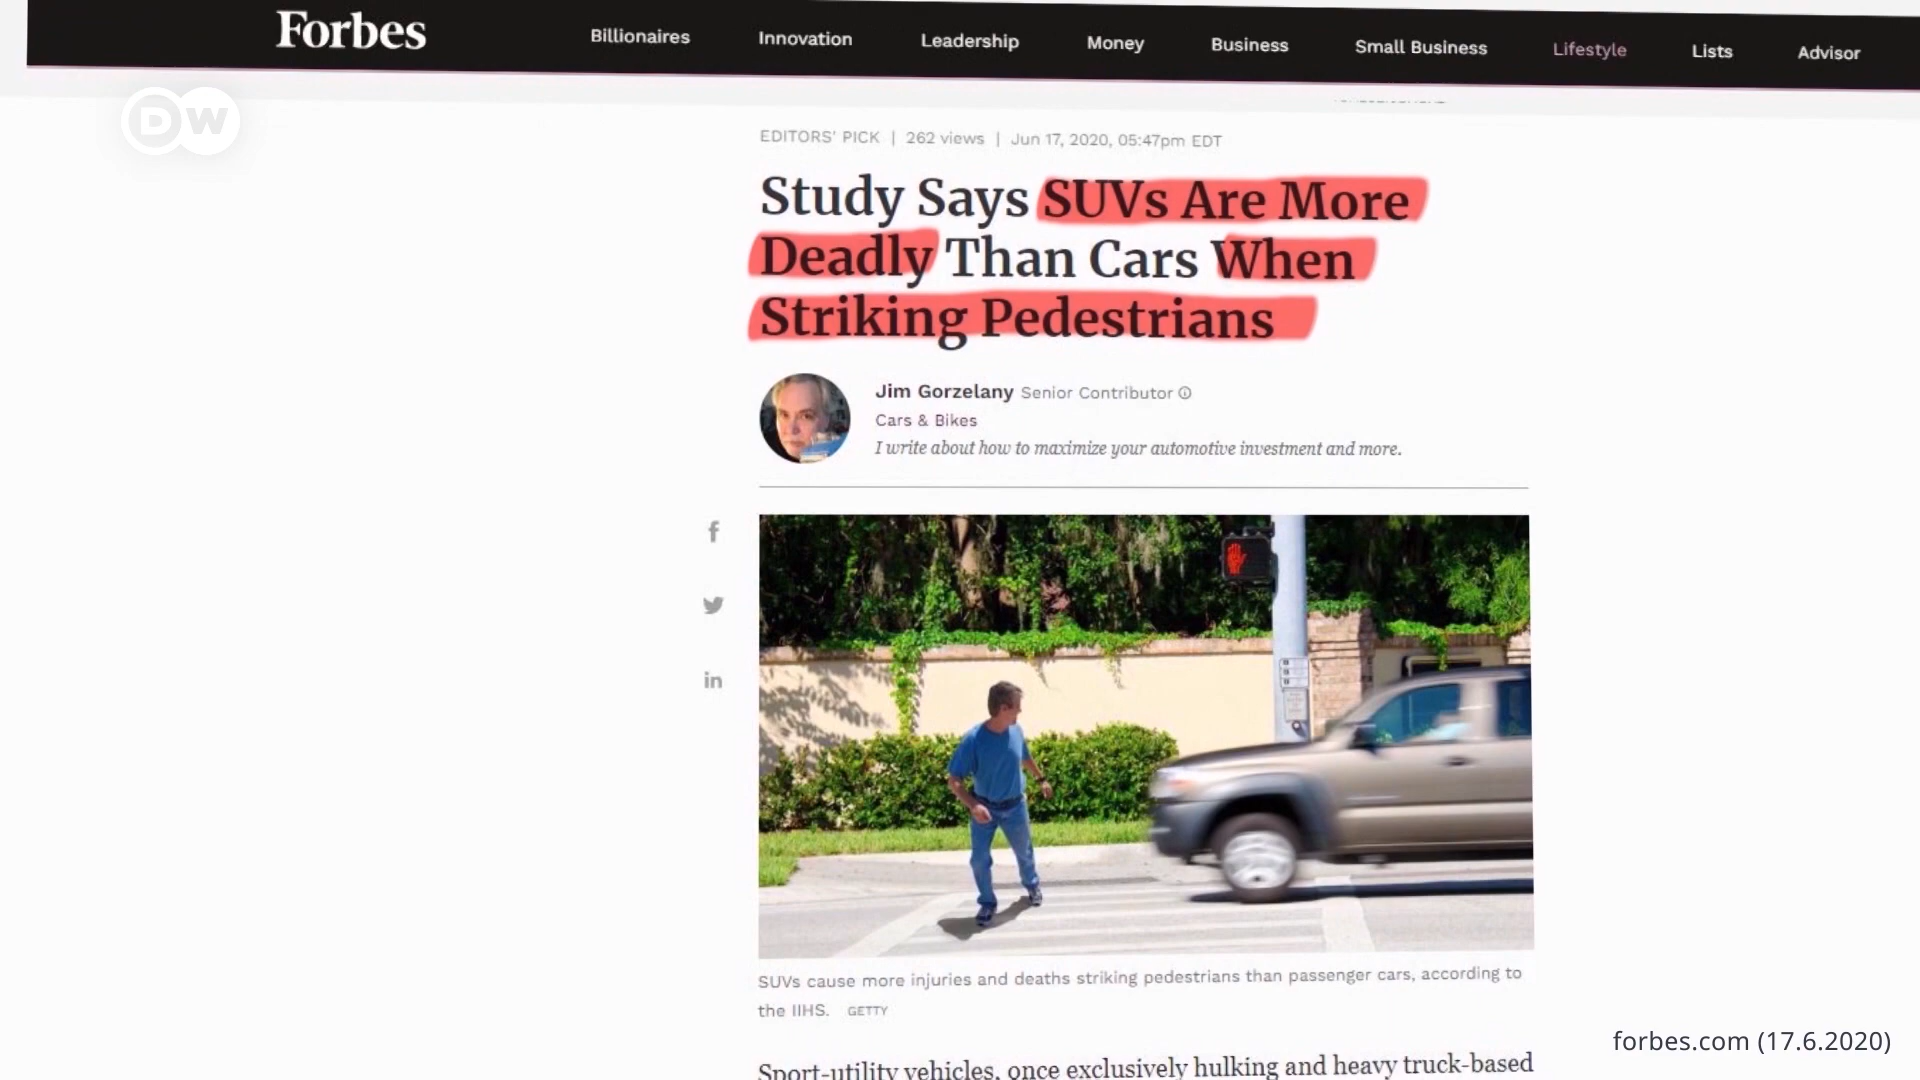 Forbes
Billionaires Innovation Leadership Money Business Small Business Lifestyle Lists Advisor
DW
EDITORS' PICK | 262 views | Jun 17, 2020, 05:47pm EDT
Study Says SUVs Are More
Deadly Than Cars When
Striking Pedestrians
Jim Gorzelany Senior Contributor
Cars & Bikes
I write about how to maximize your automotive investment and more.
f
in
SUVs cause more injuries and deaths striking pedestrians than passenger cars, according to
the IIHS. GETTY
Sport-utility vehicles, once exclusively hulking and heavy truck-based
forbes.com (17.6.2020)